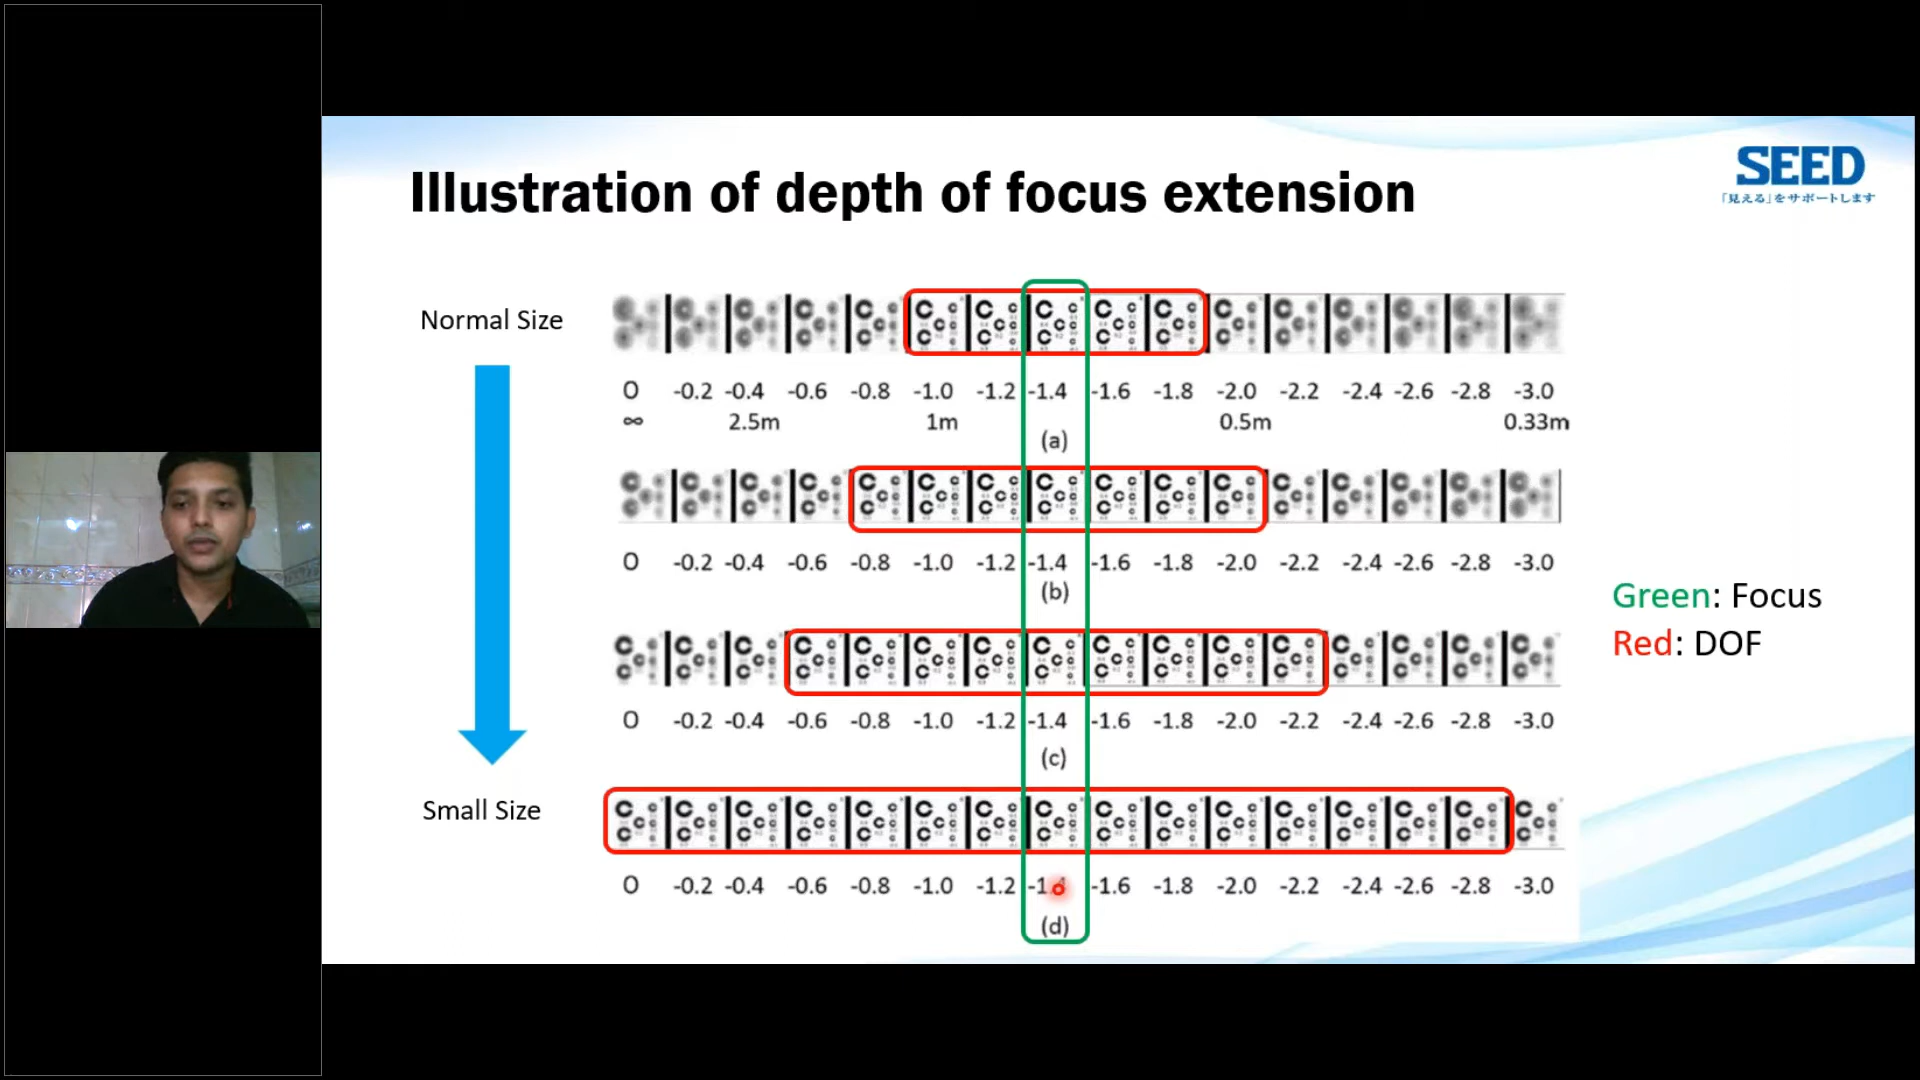 Illustration of depth of focus extension
SEED
「見える」をサポートします
Normal Size
O -0.2 -0.4 -0.6 -0.8 -1.0 -1.2 -1.4 -1.6 -1.8 -2.0 -2.2 -2.4 -2.6 -2.8 -3.0
∞ 2.5m 1m 0.5m 0.33m
(a)
O -0.2 -0.4 -0.6 -0.8 -1.0 -1.2 -1.4 -1.6 -1.8 -2.0 -2.2 -2.4 -2.6 -2.8 -3.0
(b)
Green: Focus
Red: DOF
O -0.2 -0.4 -0.6 -0.8 -1.0 -1.2 -1.4 -1.6 -1.8 -2.0 -2.2 -2.4 -2.6 -2.8 -3.0
(c)
Small Size
O -0.2 -0.4 -0.6 -0.8 -1.0 -1.2 -1.4 -1.6 -1.8 -2.0 -2.2 -2.4 -2.6 -2.8 -3.0
(d)